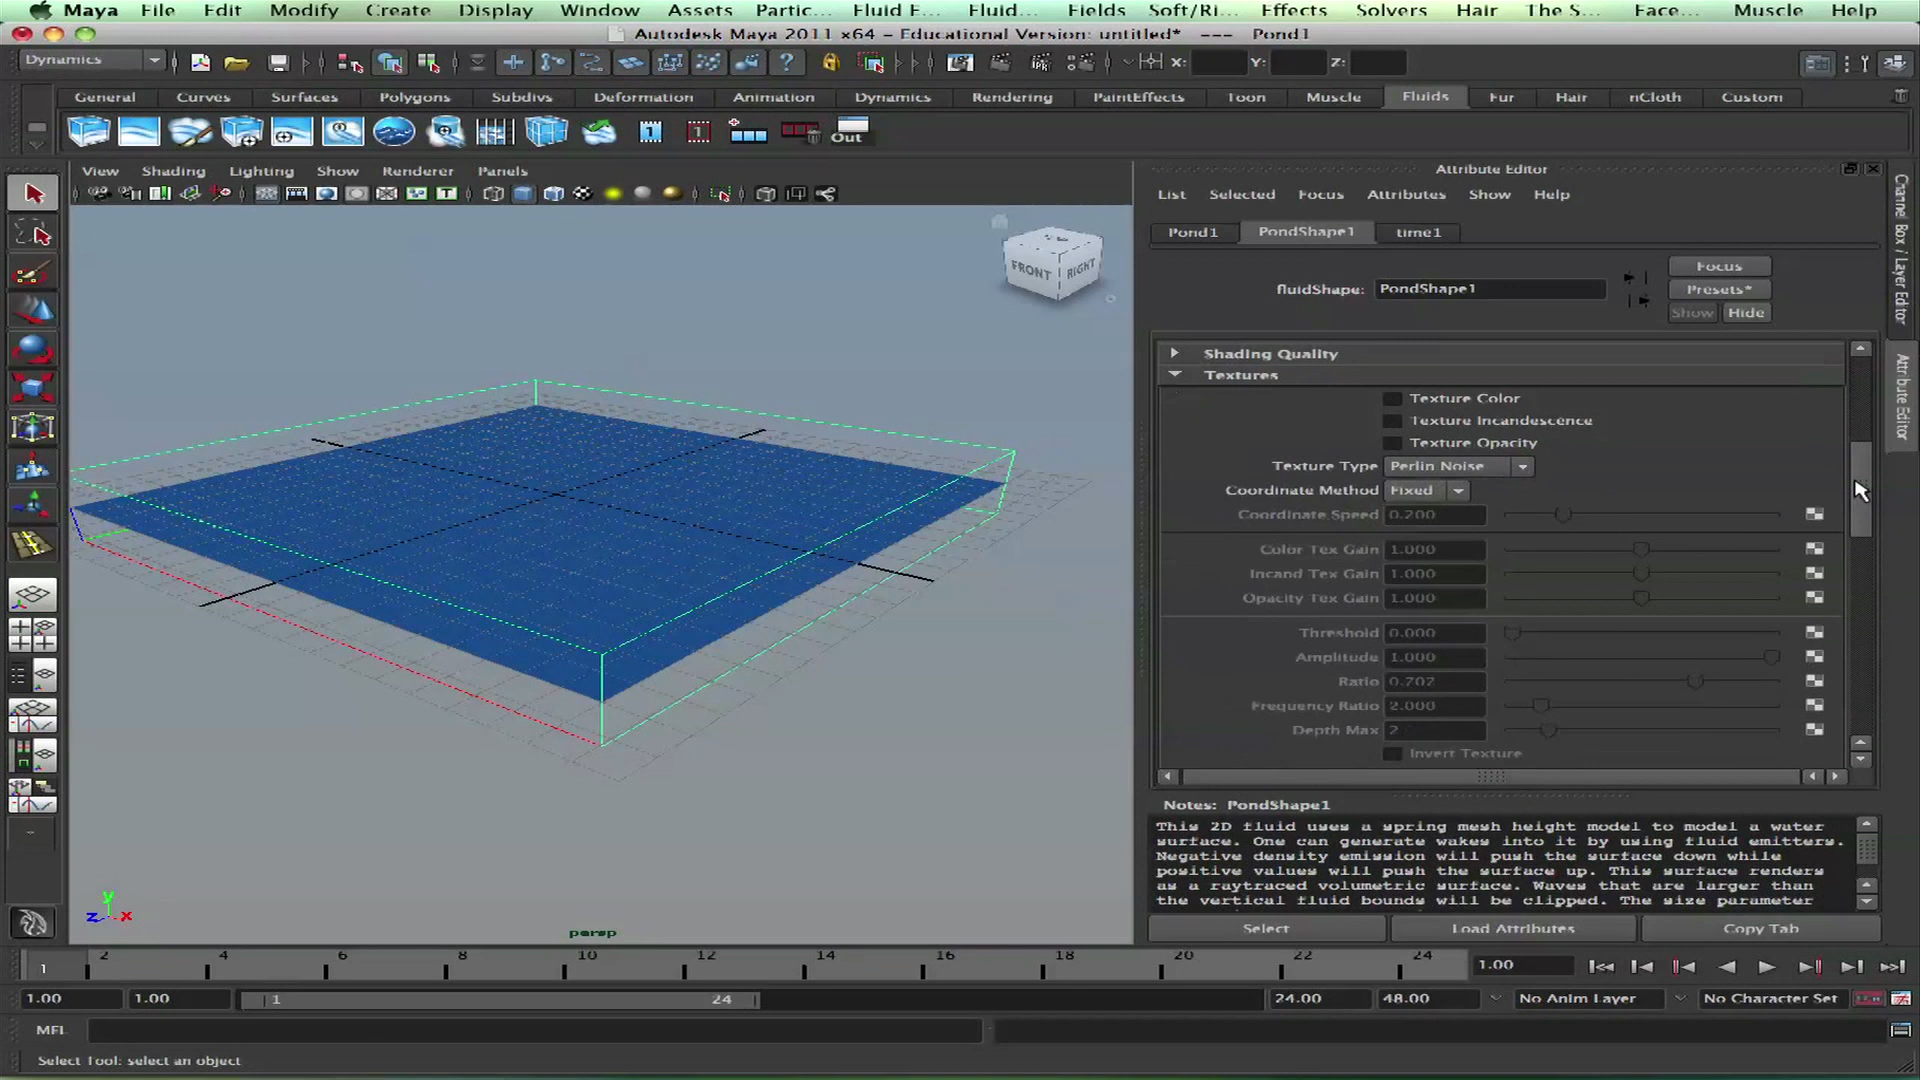 Maya File Edit Modify Create Display Window Assets Partic... Fluid E... Fluid... Fields Soft/Ri... Effects Solvers Hair The S... Face... Muscle Help
Autodesk Maya 2011 x64 – Educational Version: untitled* --- Pond1
Dynamics X: Y: Z:
General Curves Surfaces Polygons Subdivs Deformation Animation Dynamics Rendering PaintEffects Toon Muscle Fluids Fur Hair nCloth Custom
Out
View Shading Lighting Show Renderer Panels
FRONT RIGHT
persp
y
z x
Attribute Editor
List Selected Focus Attributes Show Help
Pond1 PondShape1 time1
fluidShape: PondShape1
Focus
Presets*
Show Hide
Shading Quality
Textures
Texture Color
Texture Incandescence
Texture Opacity
Texture Type Perlin Noise
Coordinate Method Fixed
Coordinate Speed 0.200
Color Tex Gain 1.000
Incand Tex Gain 1.000
Opacity Tex Gain 1.000
Threshold 0.000
Amplitude 1.000
Ratio 0.702
Frequency Ratio 2.000
Depth Max 2
Invert Texture
Notes: PondShape1
This 2D fluid uses a spring mesh height model to model a water
surface. One can generate wakes into it by using fluid emitters.
Negative density emission will push the surface down while
positive values will push the surface up. This surface renders
as a raytraced volumetric surface. Waves that are larger than
the vertical fluid bounds will be clipped. The size parameter
Select Load Attributes Copy Tab
Channel Box / Layer Editor
Attribute Editor
1 2 4 6 8 10 12 14 16 18 20 22 24 1.00
1.00 1.00 1 24 24.00 48.00 No Anim Layer No Character Set
MEL
Select Tool: select an object